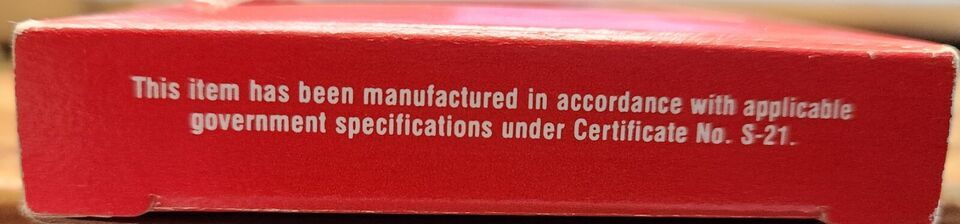 This item has been manufactured in accordance with applicable
government specifications under Certificate No. S-21.